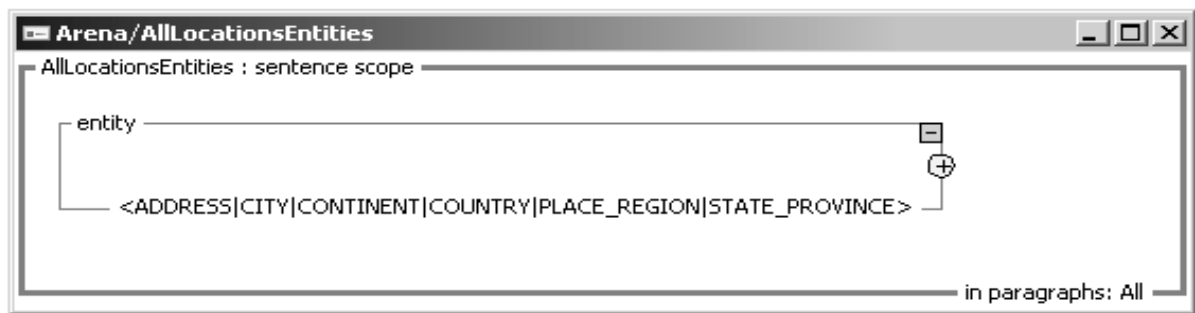 Arena/AllLocationsEntities
AllLocationsEntities : sentence scope
entity
<ADDRESS|CITY|CONTINENT|COUNTRY|PLACE_REGION|STATE_PROVINCE>
in paragraphs: All